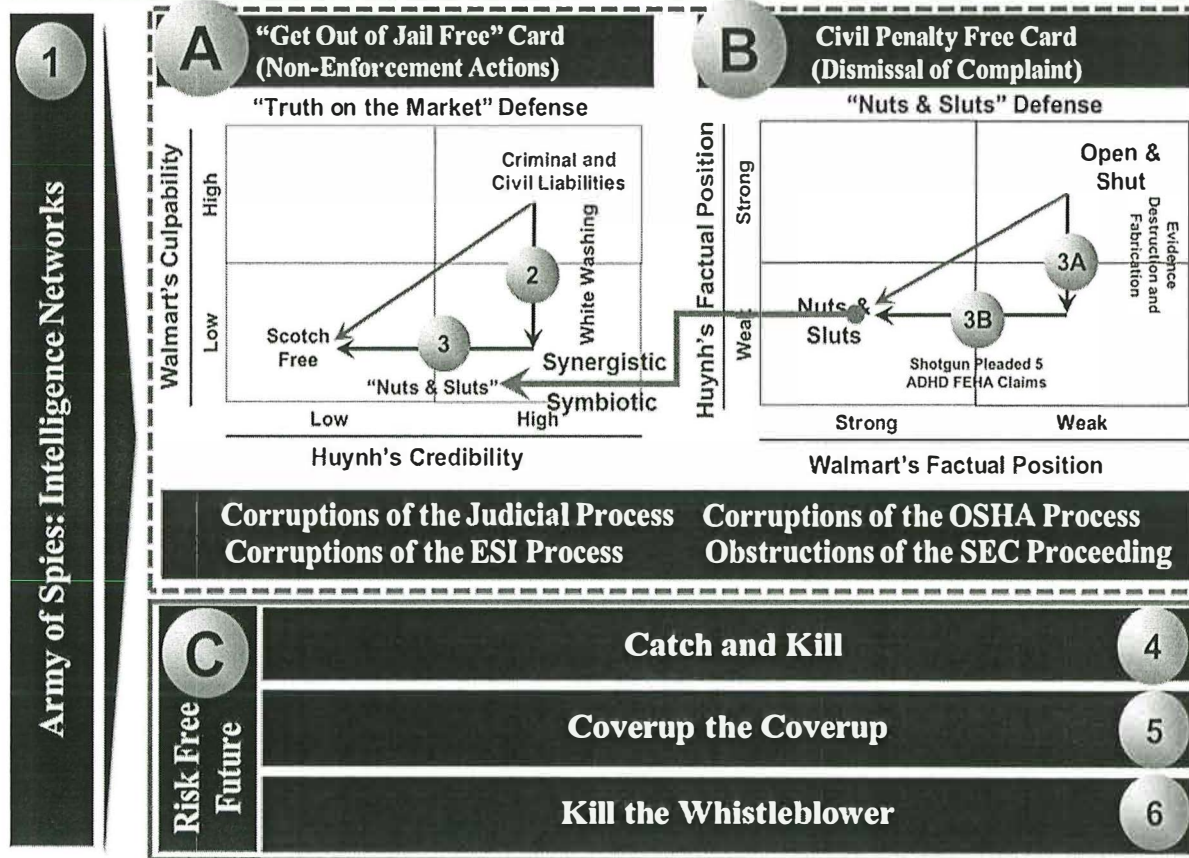 1
Army of Spies: Intelligence Networks
A
“Get Out of Jail Free” Card
(Non-Enforcement Actions)
“Truth on the Market” Defense
Walmart's Culpability
High
Low
Criminal and
Civil Liabilities
White Washing
2
3
Scotch
Free
“Nuts & Sluts”
Synergistic
Symbiotic
Low
High
Huynh's Credibility
B
Civil Penalty Free Card
(Dismissal of Complaint)
“Nuts & Sluts” Defense
Huynh's Factual Position
Strong
Weak
Open &
Shut
Evidence
Destruction and
Fabrication
3A
3B
Nuts &
Sluts
Shotgun Pleaded 5
ADHD FEHA Claims
Strong
Weak
Walmart's Factual Position
Corruptions of the Judicial Process
Corruptions of the ESI Process
Corruptions of the OSHA Process
Obstructions of the SEC Proceeding
C
Risk Free
Future
Catch and Kill
4
Coverup the Coverup
5
Kill the Whistleblower
6